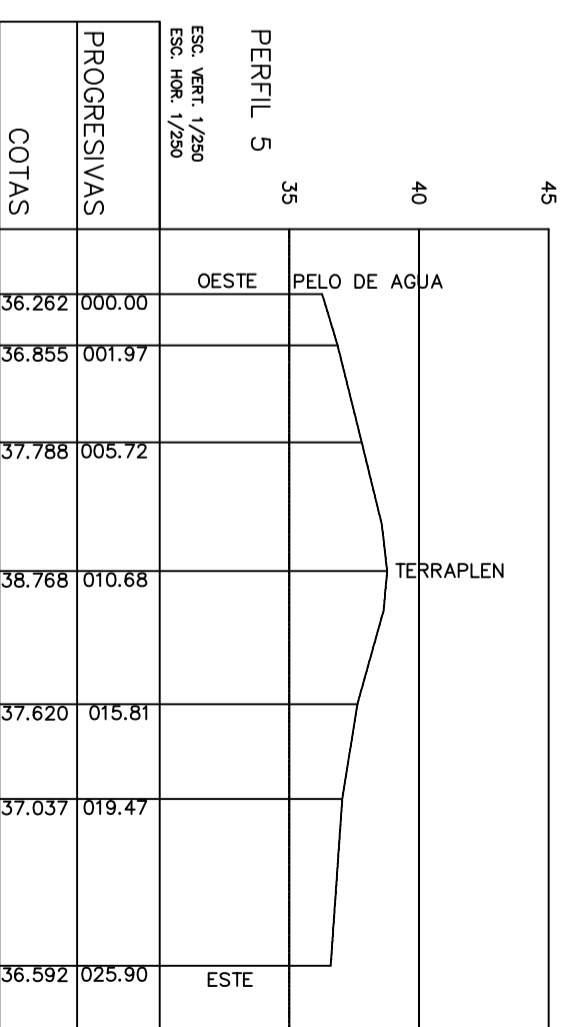 45
40
35
PERFIL 5
ESC. VERT. 1/250
ESC. HOR. 1/250
OESTE
PELO DE AGUA
TERRAPLEN
ESTE
PROGRESIVAS
000.00
001.97
005.72
010.68
015.81
019.47
025.90
COTAS
36.262
36.855
37.788
38.768
37.620
37.037
36.592